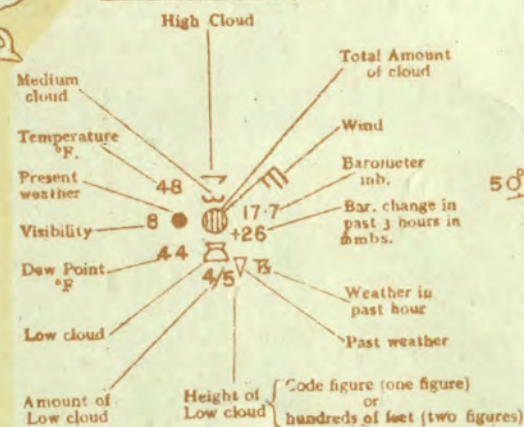 High Cloud
Total Amount
of cloud
Medium
cloud
Wind
Temperature
°F.
48
Barometer
mb.
Present
weather
50
17·7
Visibility
8
+26
Bar. change in
past 3 hours in
mbs.
Dew Point
°F
44
4/5
Weather in
past hour
Low cloud
Past weather
Amount of
Low cloud
Height of
Low cloud
Code figure (one figure)
or
hundreds of feet (two figures)